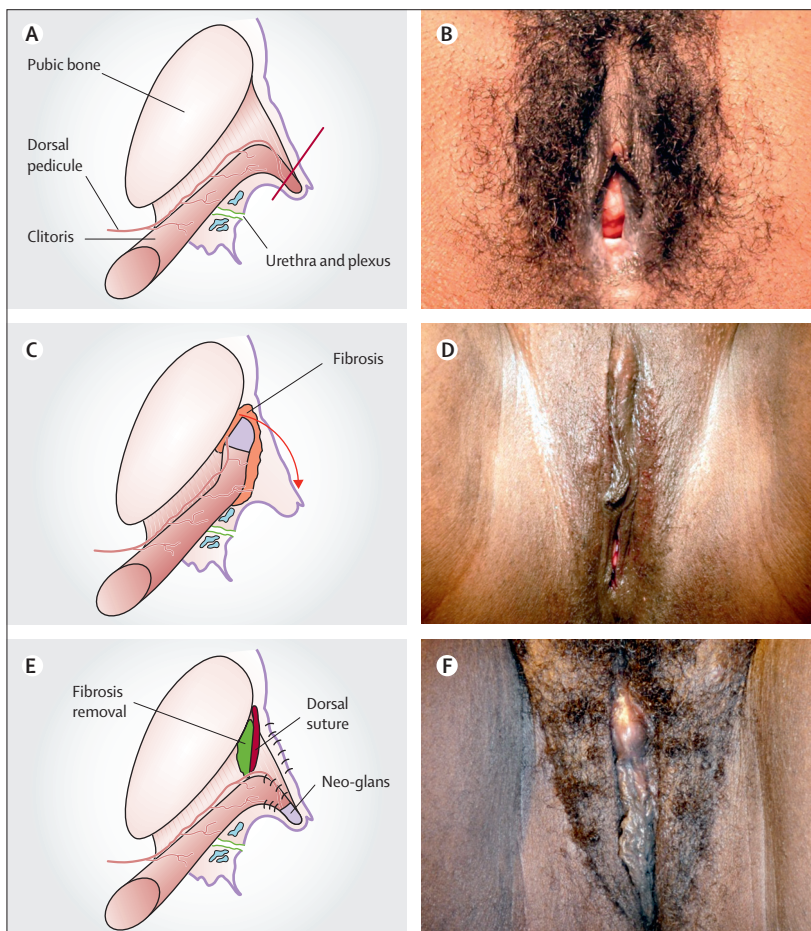 A
Pubic bone
Dorsal
pedicule
Clitoris
Urethra and plexus
B
C
Fibrosis
D
E
Fibrosis
removal
Dorsal
suture
Neo-glans
F